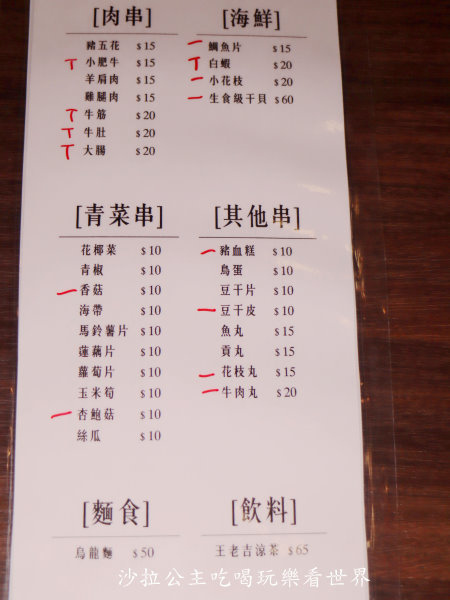 [肉串]
豬五花 $15
小肥牛 $15
羊肩肉 $15
雞腿肉 $15
牛筋 $20
牛肚 $20
大腸 $20
[海鮮]
鯛魚片 $15
白蝦 $20
小花枝 $20
生食級干貝 $60
[青菜串]
花椰菜 $10
青椒 $10
香菇 $10
海帶 $10
馬鈴薯片 $10
蓮藕片 $10
蘿蔔片 $10
玉米筍 $10
杏鮑菇 $10
絲瓜 $10
[其他串]
豬血糕 $10
鳥蛋 $10
豆干片 $10
豆干皮 $10
魚丸 $15
貢丸 $15
花枝丸 $15
牛肉丸 $20
[麵食]
烏龍麵 $50
[飲料]
王老吉涼茶 $65
沙拉公主吃喝玩樂看世界